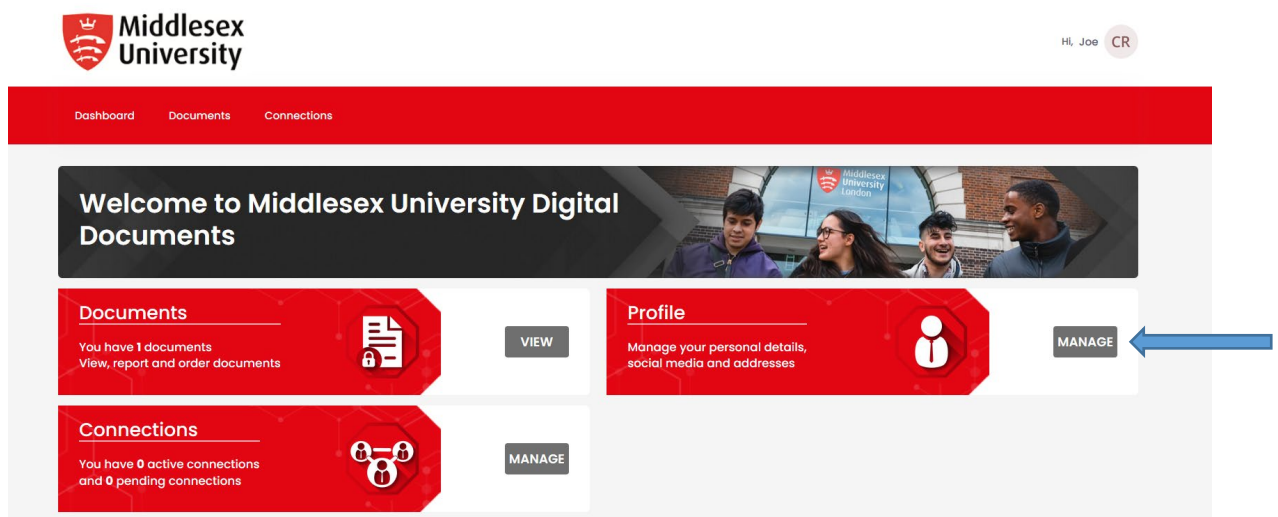 Middlesex
University
Hi, Joe CR
Dashboard Documents Connections
Welcome to Middlesex University Digital
Documents
Middlesex
University
London
Documents
You have 1 documents
View, report and order documents
VIEW
Profile
Manage your personal details,
social media and addresses
MANAGE
Connections
You have 0 active connections
and 0 pending connections
MANAGE